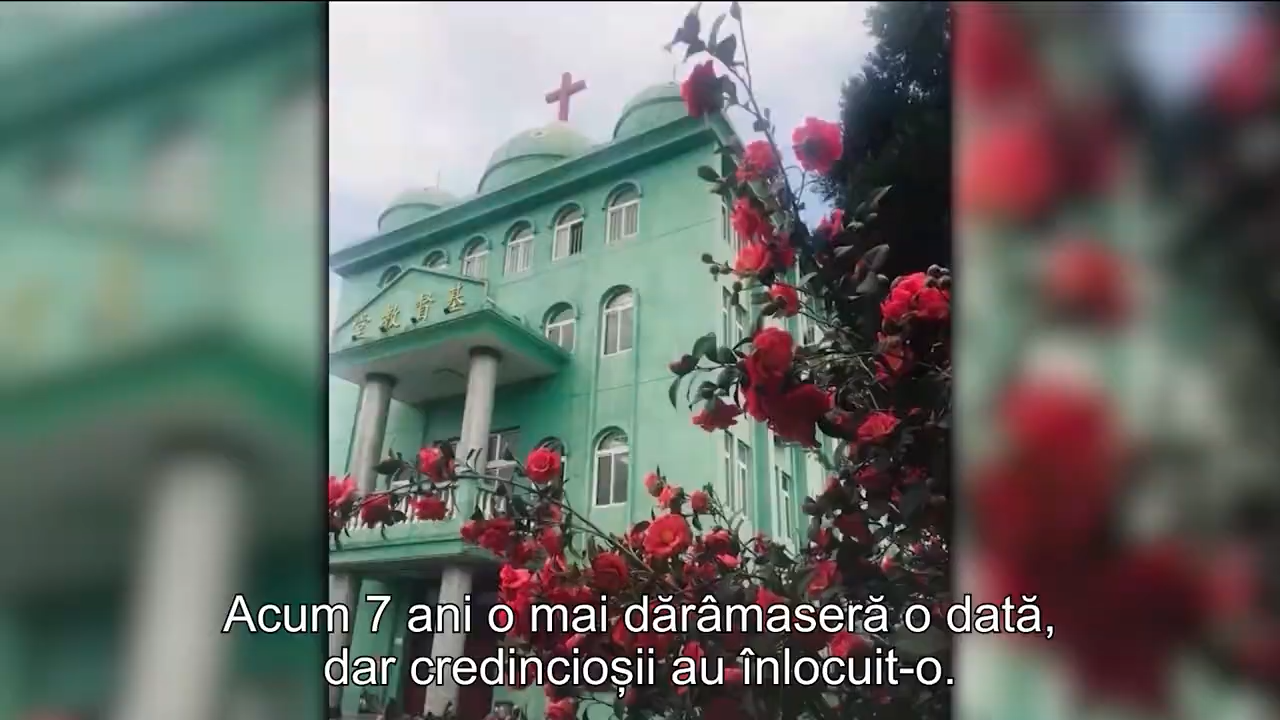 基督教堂
Acum 7 ani o mai dărâmaseră o dată,
dar credincioșii au înlocuit-o.